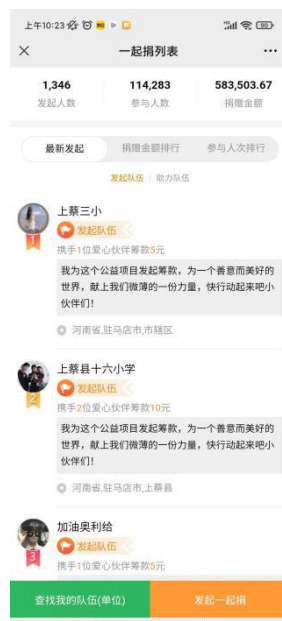 上午10:23
一起捐列表
1,346
114,283
583,503.67
发起人数
参与人数
捐赠金额
最新发起
捐赠金额排行
参与人次排行
发起队伍
助力队伍
上蔡三小
1
发起队伍
携手1位爱心伙伴筹款5元
我为这个公益项目发起筹款，为一个善意而美好的
世界，献上我们微薄的一份力量，快行动起来吧小
伙伴们！
河南省,驻马店市,市辖区
上蔡县十六小学
2
发起队伍
携手2位爱心伙伴筹款10元
我为这个公益项目发起筹款，为一个善意而美好的
世界，献上我们微薄的一份力量，快行动起来吧小
伙伴们！
河南省,驻马店市,上蔡县
加油奥利给
3
发起队伍
携手1位爱心伙伴筹款5元
查找我的队伍(单位)
发起一起捐